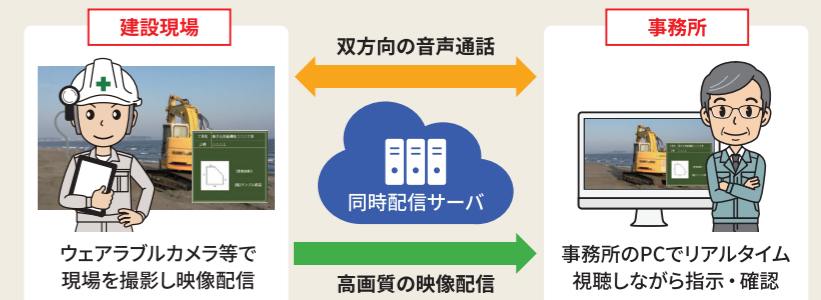 建設現場
双方向の音声通話
事務所
同時配信サーバ
ウェアラブルカメラ等で
現場を撮影し映像配信
高画質の映像配信
事務所のPCでリアルタイム
視聴しながら指示・確認